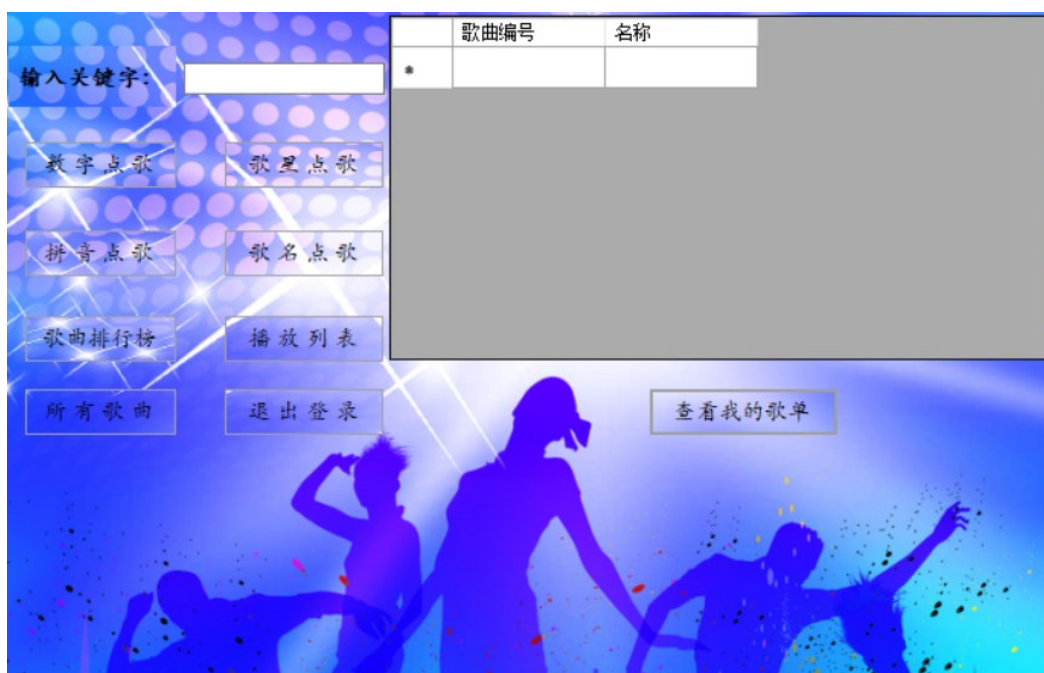 歌曲编号 名称
输入关键字：
*
数字点歌 歌星点歌
拼音点歌 歌名点歌
歌曲排行榜 播放列表
所有歌曲 退出登录 查看我的歌单